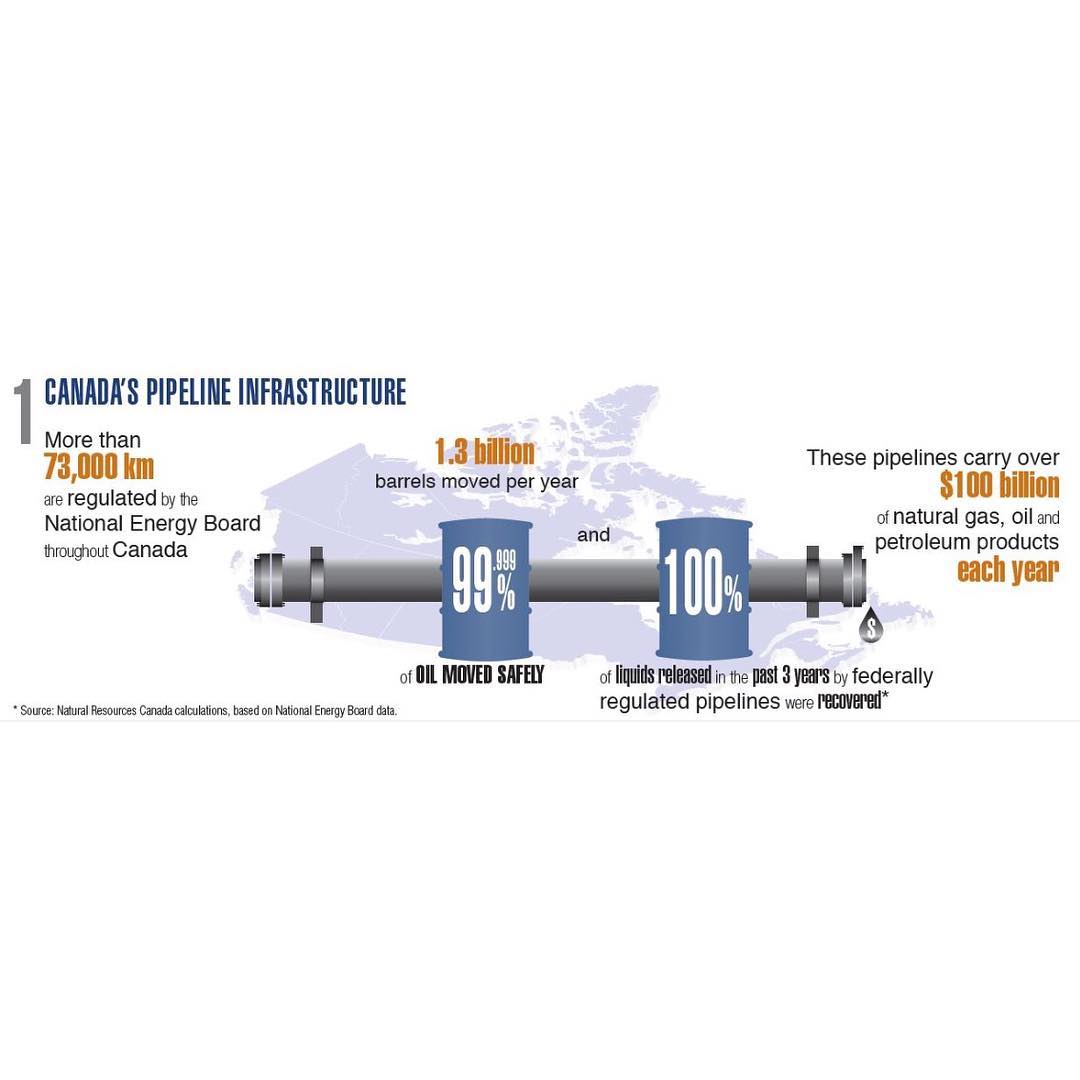 1
CANADA'S PIPELINE INFRASTRUCTURE
More than
73,000 km
are regulated by the
National Energy Board
throughout Canada
1.3 billion
barrels moved per year
99.999%
of OIL MOVED SAFELY
and
100%
of liquids released in the past 3 years by federally
regulated pipelines were recovered*
These pipelines carry over
$100 billion
of natural gas, oil and
petroleum products
each year
$
* Source: Natural Resources Canada calculations, based on National Energy Board data.